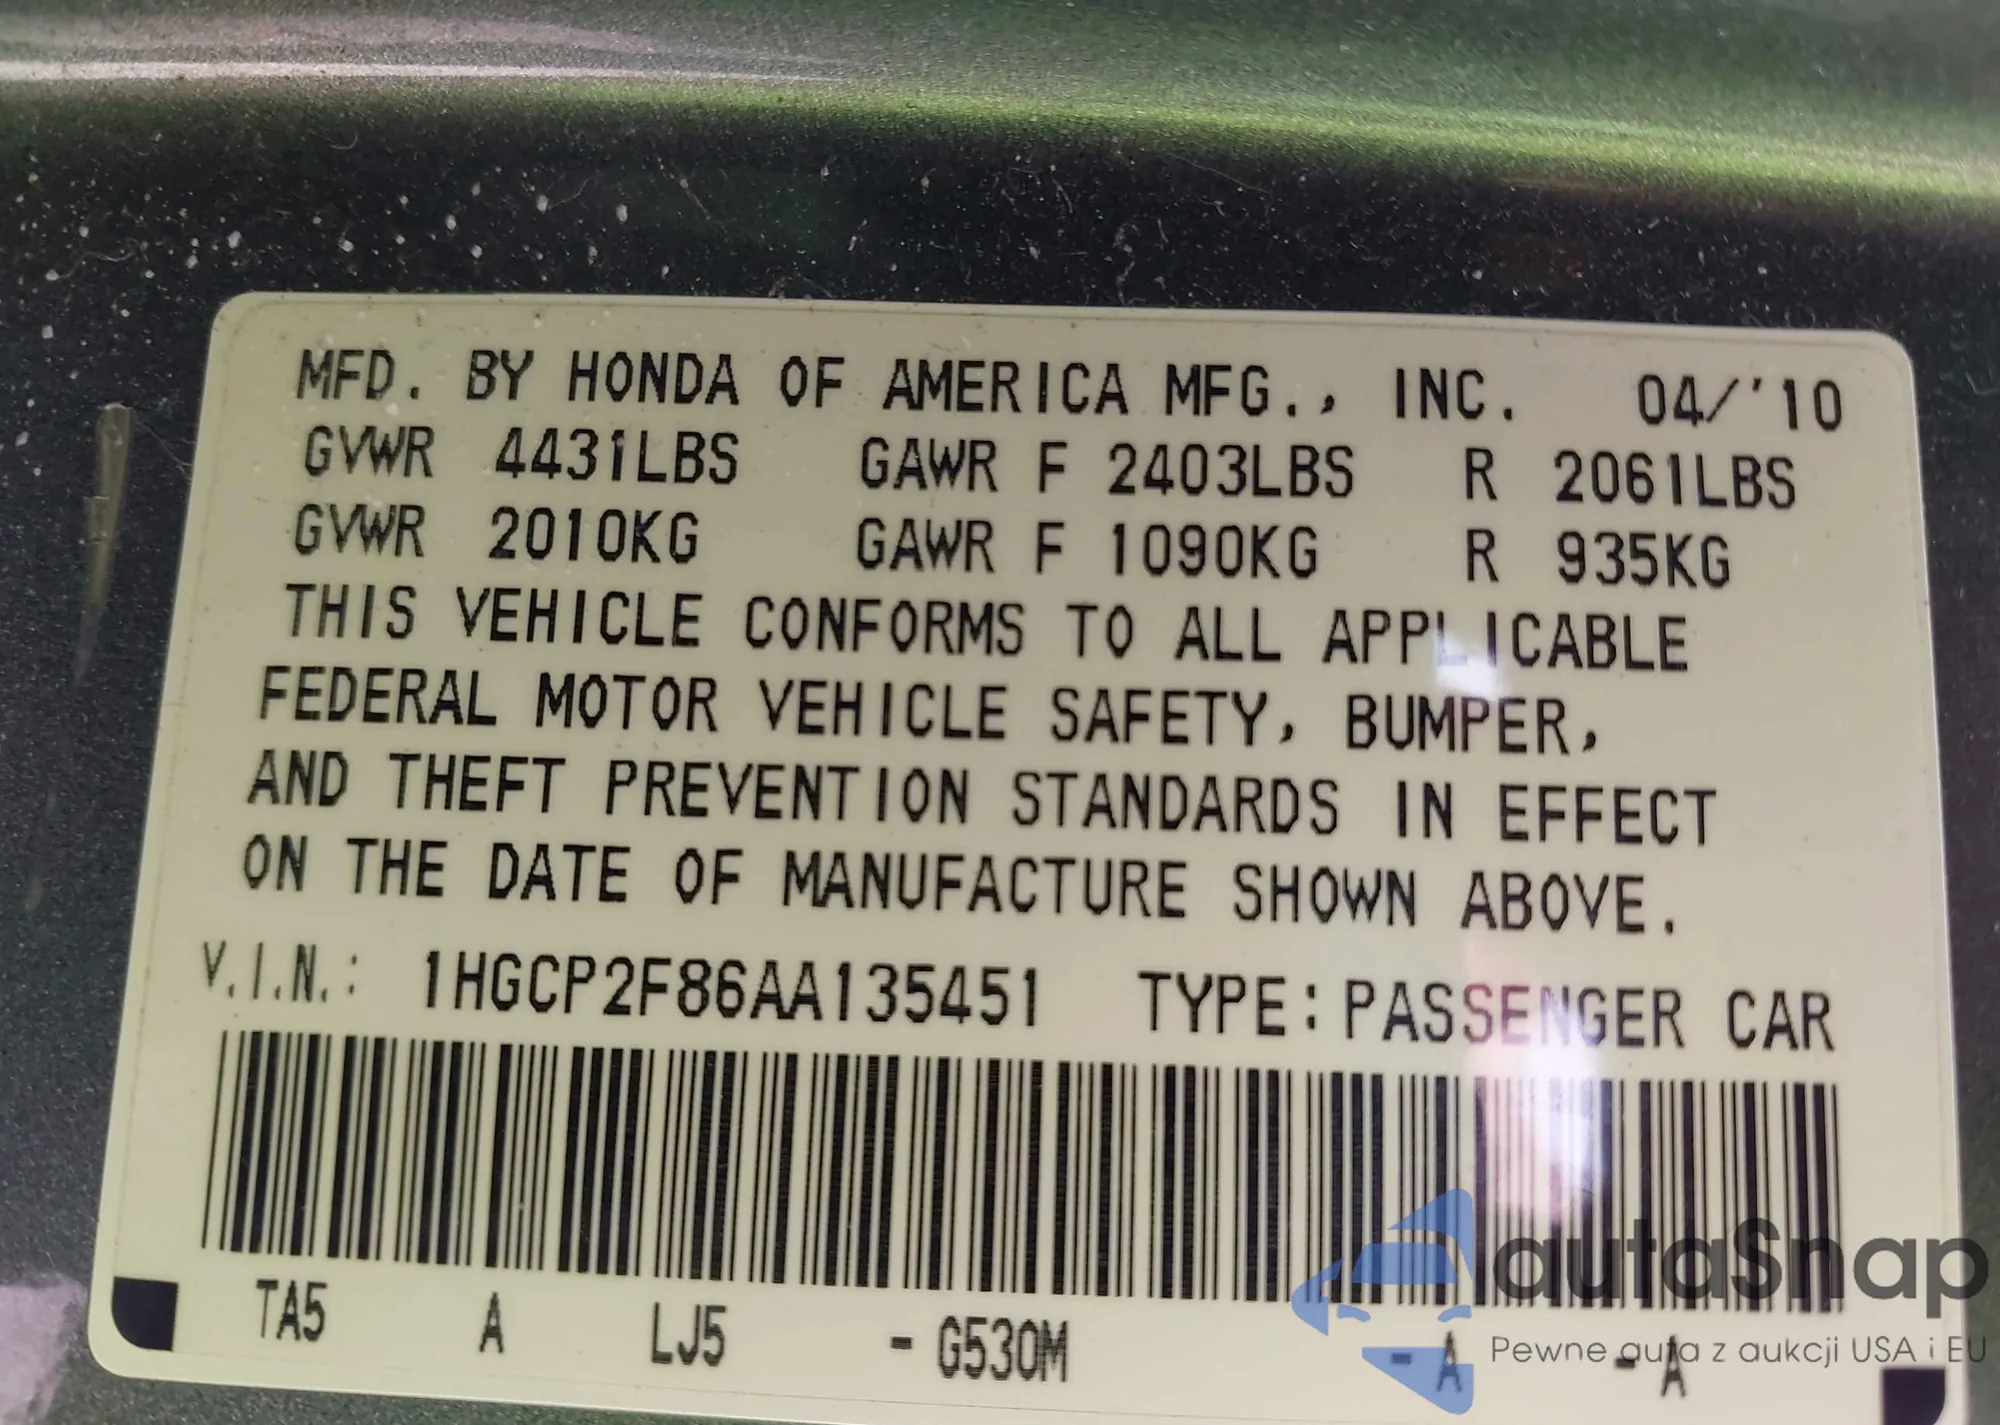 MFD. BY HONDA OF AMERICA MFG., INC. 04/'10
GVWR 4431LBS GAWR F 2403LBS R 2061LBS
GVWR 2010KG GAWR F 1090KG R 935KG
THIS VEHICLE CONFORMS TO ALL APPLICABLE
FEDERAL MOTOR VEHICLE SAFETY, BUMPER,
AND THEFT PREVENTION STANDARDS IN EFFECT
ON THE DATE OF MANUFACTURE SHOWN ABOVE.
V.I.N.: 1HGCP2F86AA135451 TYPE:PASSENGER CAR
TA5 A LJ5 - G530M - A - A
autaSnap
Pewne auta z aukcji USA i EU